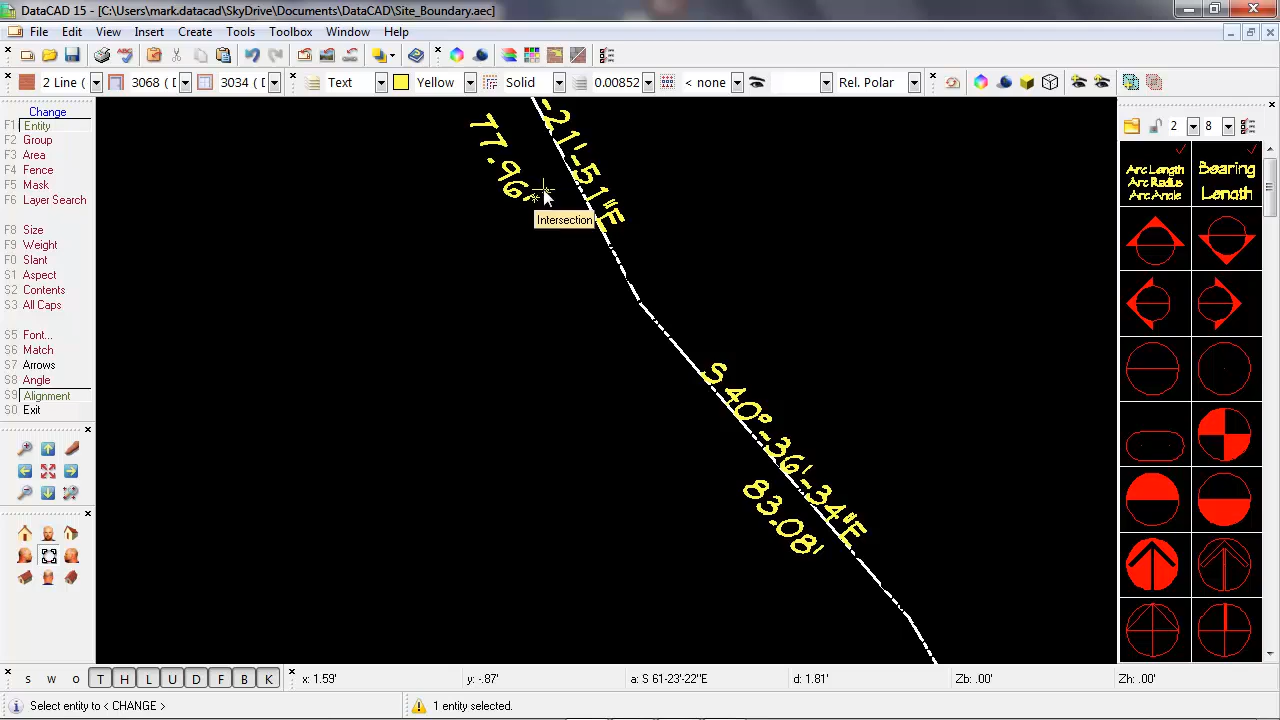 DataCAD 15 - [C:\Users\mark.datacad\SkyDrive\Documents\DataCAD\Site_Boundary.aec]
File Edit View Insert Create Tools Toolbox Window Help
2 Line ( 3068 ( [ 3034 ( [ Text Yellow Solid 0.00852 < none Rel. Polar
Change
F1 Entity
F2 Group
F3 Area
F4 Fence
F5 Mask
F6 Layer Search
F8 Size
F9 Weight
F0 Slant
S1 Aspect
S2 Contents
S3 All Caps
S5 Font...
S6 Match
S7 Arrows
S8 Angle
S9 Alignment
S0 Exit
-21'-51"E
77.96'
Intersection
S 40°-36'-34"E
83.08'
2 8
Arc Length
Arc Radius
Arc Angle
Bearing
Length
S W O T H L U D F B K x: 1.59' y: -.87' a: S 61-23'-22"E d: 1.81' Zb: .00' Zh: .00'
Select entity to < CHANGE > 1 entity selected.